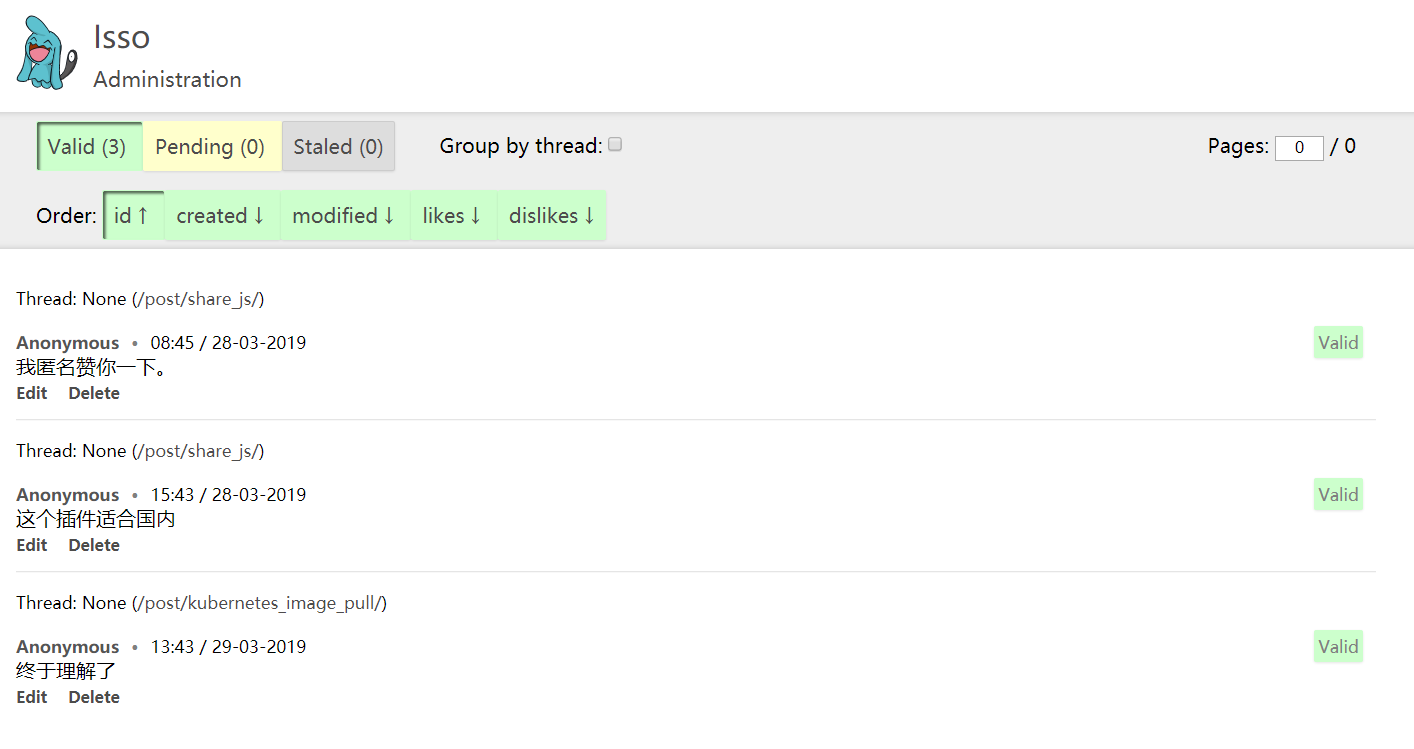 Isso
Administration
Valid (3) Pending (0) Staled (0) Group by thread: Pages: 0 / 0
Order: id ↑ created ↓ modified ↓ likes ↓ dislikes ↓
Thread: None (/post/share_js/)
Anonymous • 08:45 / 28-03-2019 Valid
我匿名赞你一下。
Edit Delete
Thread: None (/post/share_js/)
Anonymous • 15:43 / 28-03-2019 Valid
这个插件适合国内
Edit Delete
Thread: None (/post/kubernetes_image_pull/)
Anonymous • 13:43 / 29-03-2019 Valid
终于理解了
Edit Delete